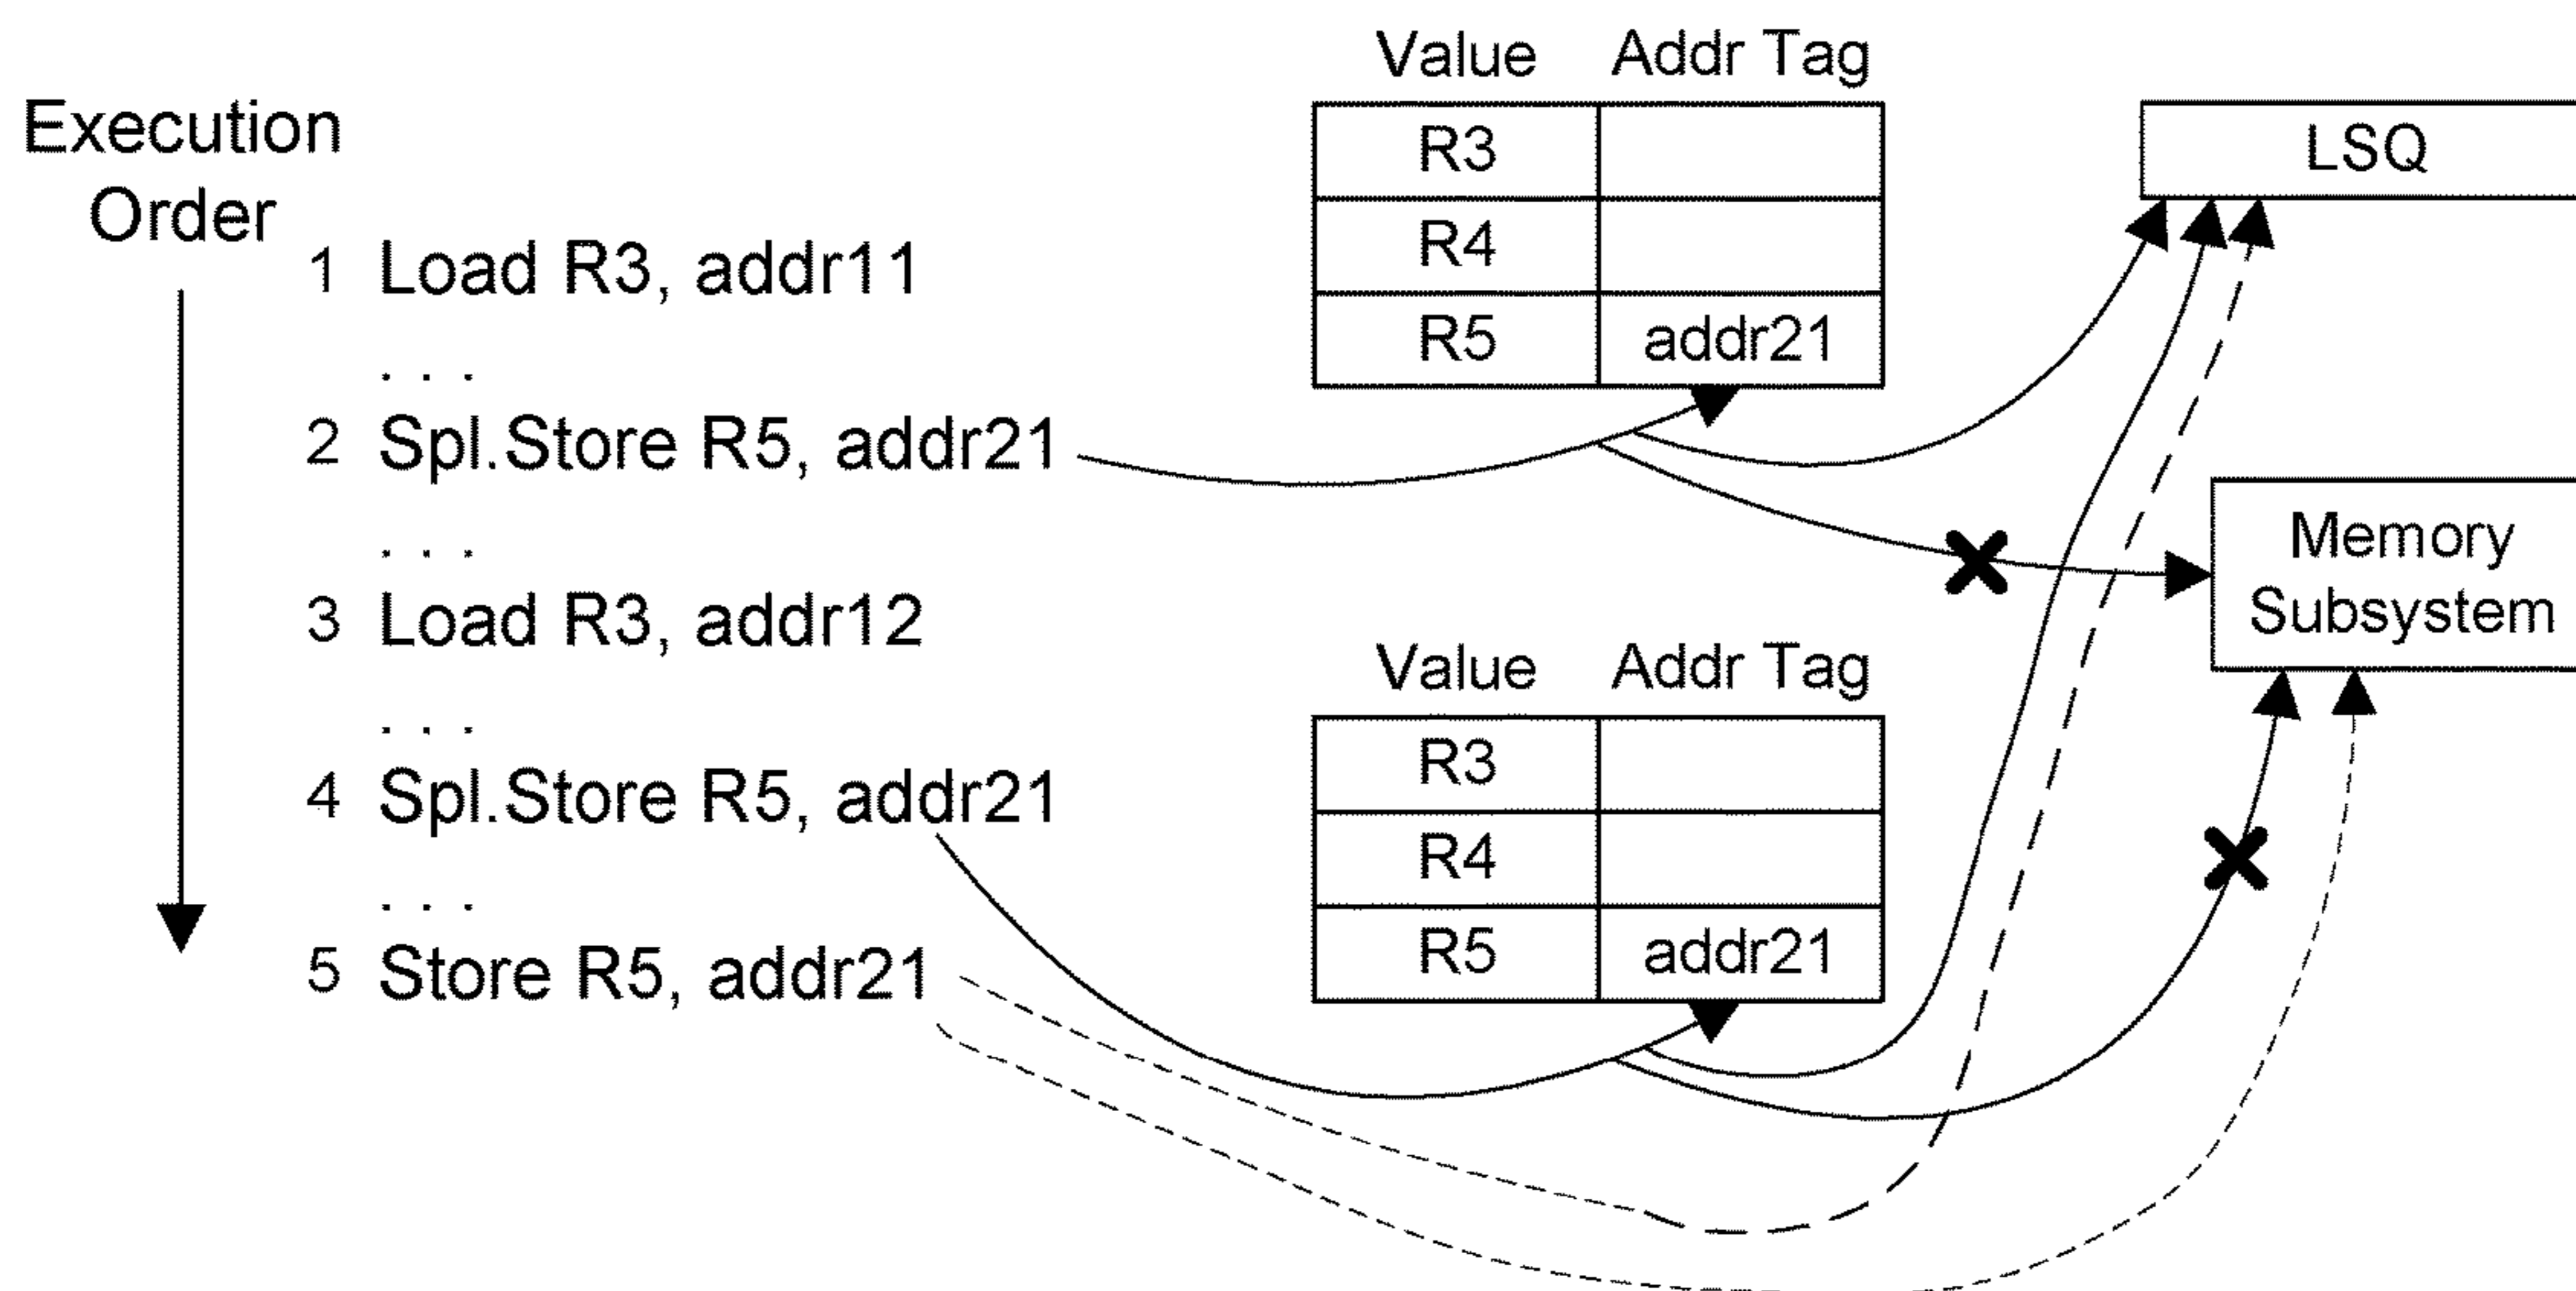 Execution
Order
1 Load R3, addr11
. . .
2 Spl.Store R5, addr21
. . .
3 Load R3, addr12
. . .
4 Spl.Store R5, addr21
. . .
5 Store R5, addr21
Value Addr Tag
R3
R4
R5 addr21
Value Addr Tag
R3
R4
R5 addr21
LSQ
Memory
Subsystem